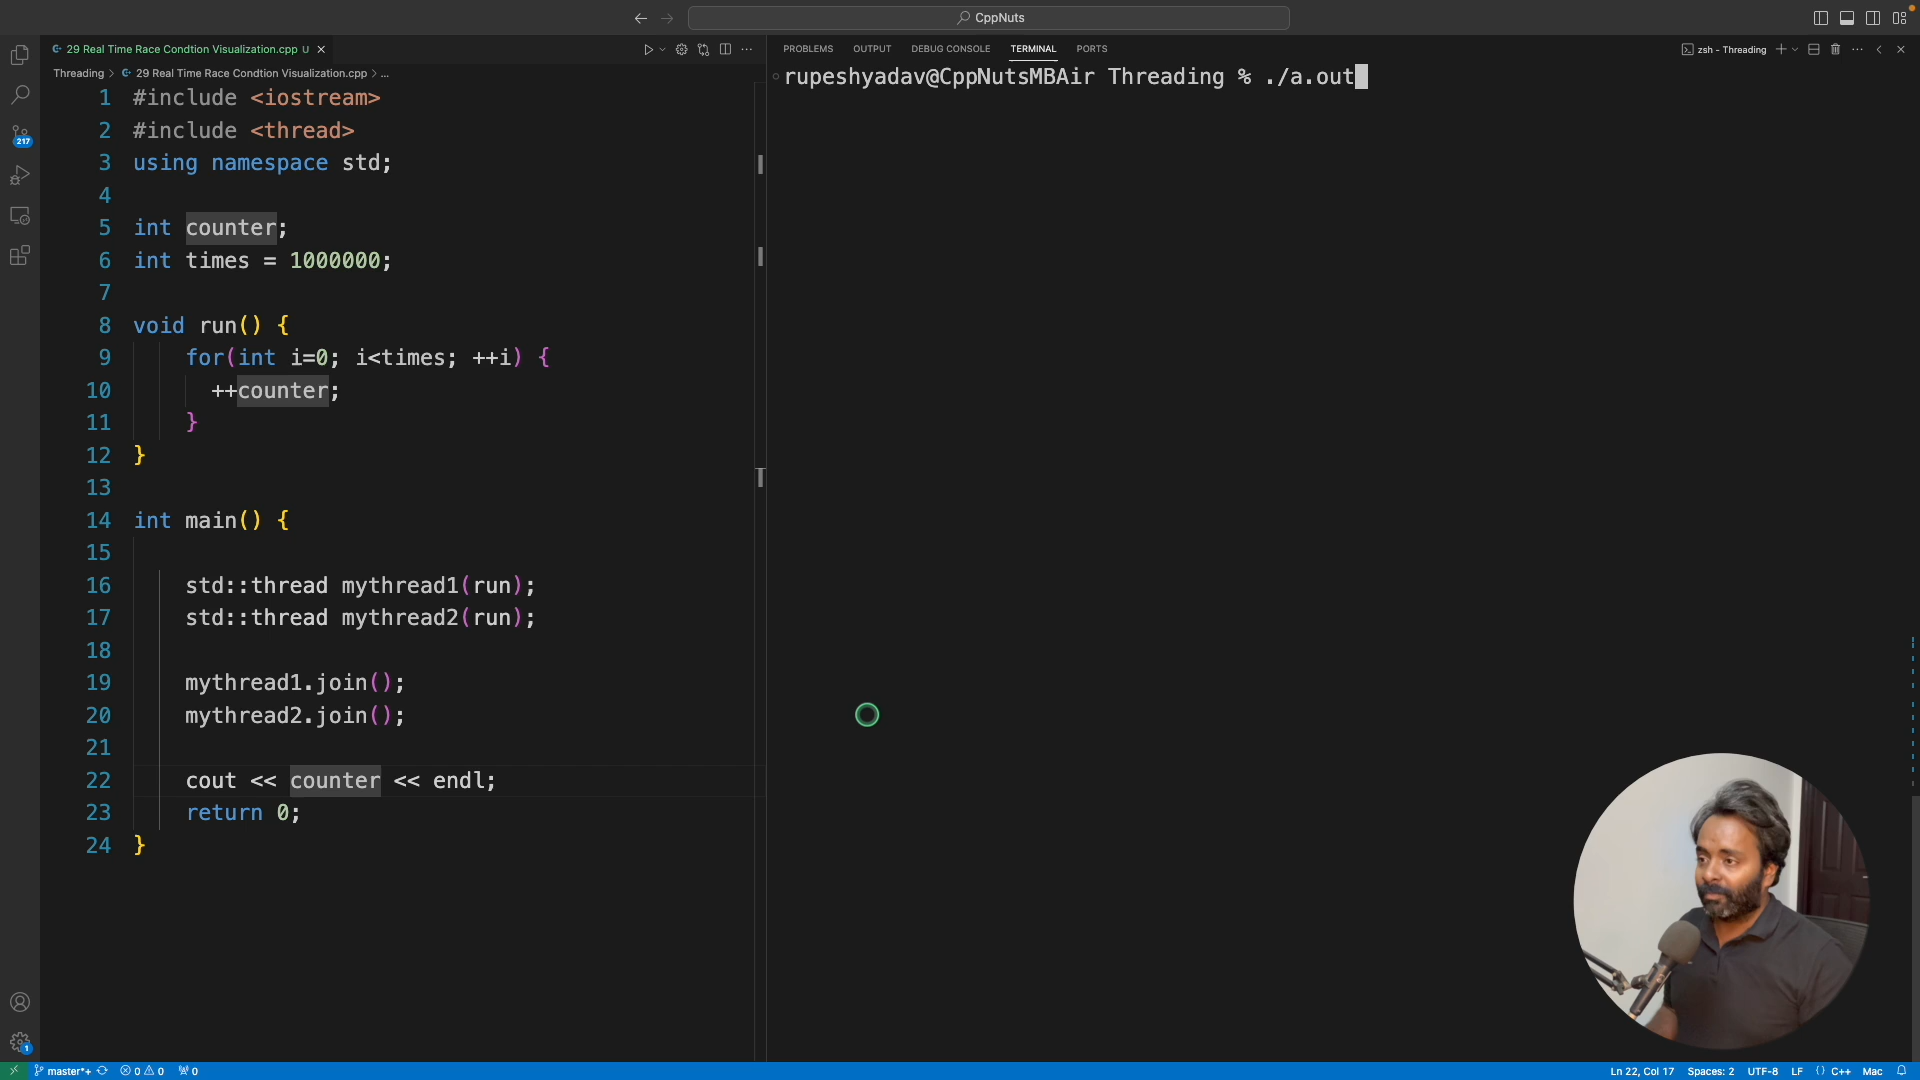 CppNuts
29 Real Time Race Condtion Visualization.cpp U
Threading > 29 Real Time Race Condtion Visualization.cpp > ...
1 #include <iostream>
2 #include <thread>
3 using namespace std;
4
5 int counter;
6 int times = 1000000;
7
8 void run() {
9 for(int i=0; i<times; ++i) {
10 ++counter;
11 }
12 }
13
14 int main() {
15
16 std::thread mythread1(run);
17 std::thread mythread2(run);
18
19 mythread1.join();
20 mythread2.join();
21
22 cout << counter << endl;
23 return 0;
24 }
PROBLEMS OUTPUT DEBUG CONSOLE TERMINAL PORTS
zsh - Threading
rupeshyadav@CppNutsMBAir Threading % ./a.out
217
1
master*+ 0 0 0
Ln 22, Col 17 Spaces: 2 UTF-8 LF {} C++ Mac